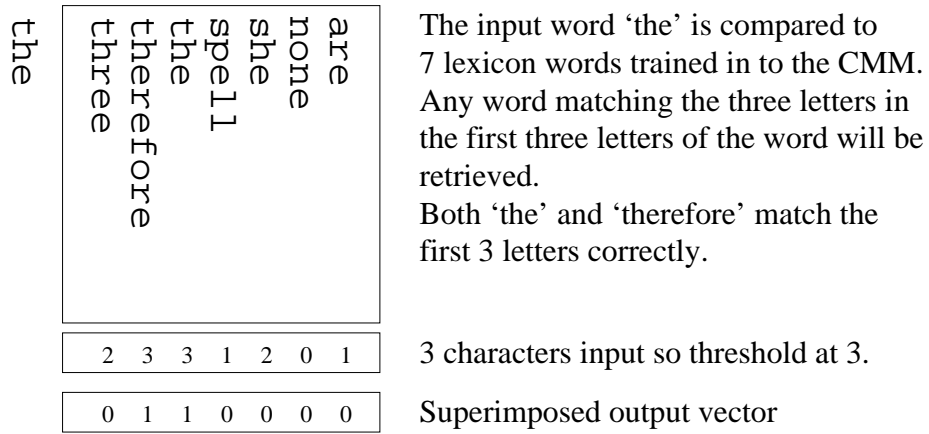 the
three
therefore
the
spell
she
none
are
The input word ‘the’ is compared to
7 lexicon words trained in to the CMM.
Any word matching the three letters in
the first three letters of the word will be
retrieved.
Both ‘the’ and ‘therefore’ match the
first 3 letters correctly.
2 3 3 1 2 0 1
3 characters input so threshold at 3.
0 1 1 0 0 0 0
Superimposed output vector